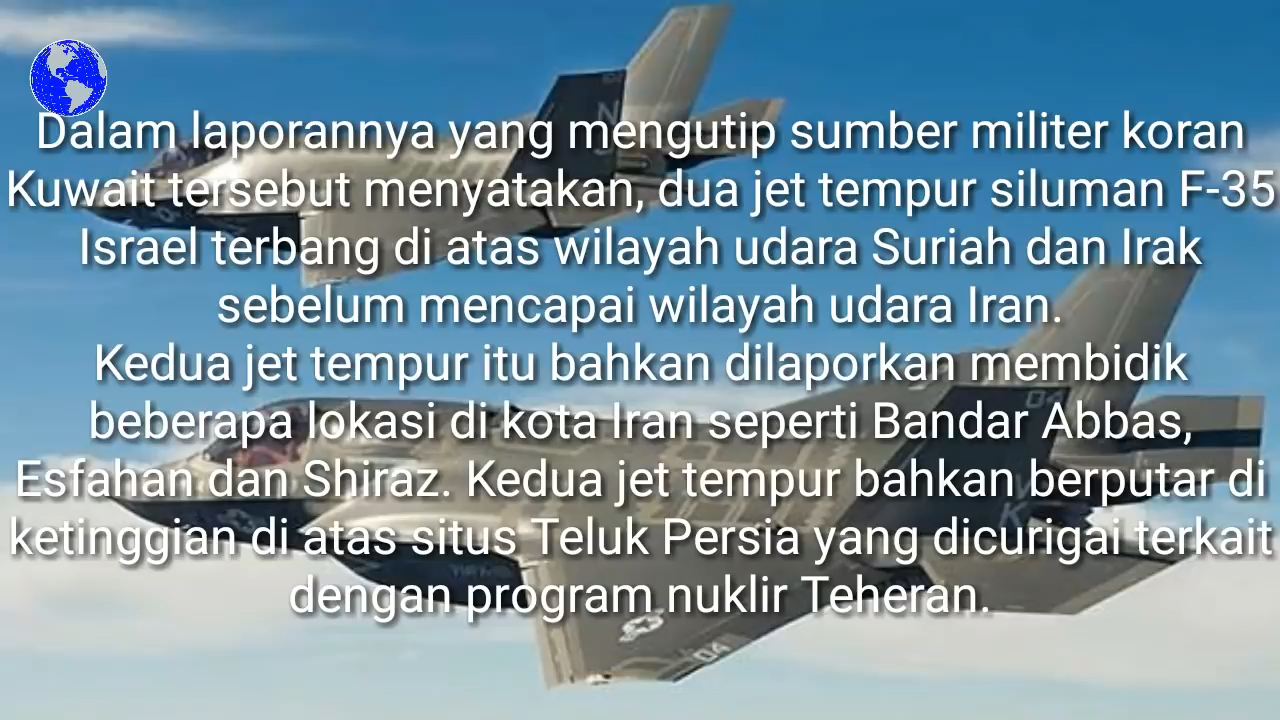 Dalam laporannya yang mengutip sumber militer koran
Kuwait tersebut menyatakan, dua jet tempur siluman F-35
Israel terbang di atas wilayah udara Suriah dan Irak
sebelum mencapai wilayah udara Iran.
Kedua jet tempur itu bahkan dilaporkan membidik
beberapa lokasi di kota Iran seperti Bandar Abbas,
Esfahan dan Shiraz. Kedua jet tempur bahkan berputar di
ketinggian di atas situs Teluk Persia yang dicurigai terkait
dengan program nuklir Teheran.
04
04